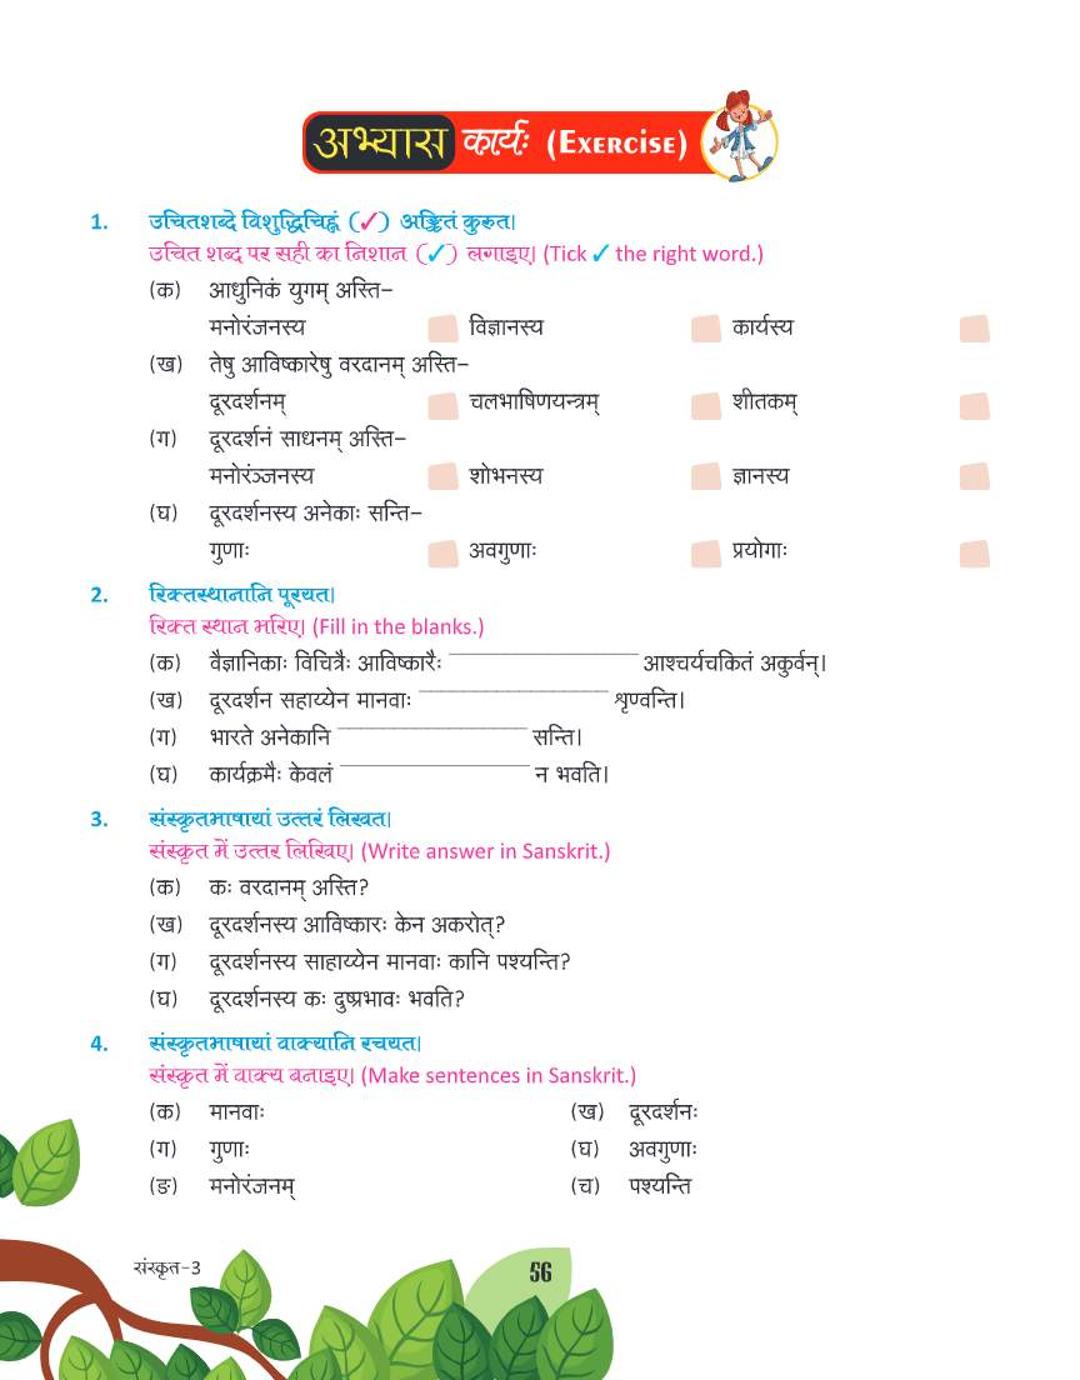 अभ्यास कार्यः (Exercise)
1. उचितशब्दे विशुद्धिचिह्नं (✓) अङ्कितं कुरुत।
उचित शब्द पर सही का निशान (✓) लगाइए। (Tick ✓ the right word.)
(क) आधुनिकं युगम् अस्ति–
मनोरंजनस्य विज्ञानस्य कार्यस्य
(ख) तेषु आविष्कारेषु वरदानम् अस्ति–
दूरदर्शनम् चलभाषिणयन्त्रम् शीतकम्
(ग) दूरदर्शनं साधनम् अस्ति–
मनोरंञ्जनस्य शोभनस्य ज्ञानस्य
(घ) दूरदर्शनस्य अनेकाः सन्ति–
गुणाः अवगुणाः प्रयोगाः
2. रिक्तस्थानानि पूरयत।
रिक्त स्थान भरिए। (Fill in the blanks.)
(क) वैज्ञानिकाः विचित्रैः आविष्कारैः ____________ आश्चर्यचकितं अकुर्वन्।
(ख) दूरदर्शन सहाय्येन मानवाः ____________ शृण्वन्ति।
(ग) भारते अनेकानि ____________ सन्ति।
(घ) कार्यक्रमैः केवलं ____________ न भवति।
3. संस्कृतभाषायां उत्तरं लिखत।
संस्कृत में उत्तर लिखिए। (Write answer in Sanskrit.)
(क) कः वरदानम् अस्ति?
(ख) दूरदर्शनस्य आविष्कारः केन अकरोत्?
(ग) दूरदर्शनस्य साहाय्येन मानवाः कानि पश्यन्ति?
(घ) दूरदर्शनस्य कः दुष्प्रभावः भवति?
4. संस्कृतभाषायां वाक्यानि रचयत।
संस्कृत में वाक्य बनाइए। (Make sentences in Sanskrit.)
(क) मानवाः (ख) दूरदर्शनः
(ग) गुणाः (घ) अवगुणाः
(ङ) मनोरंजनम् (च) पश्यन्ति
संस्कृत-3 56